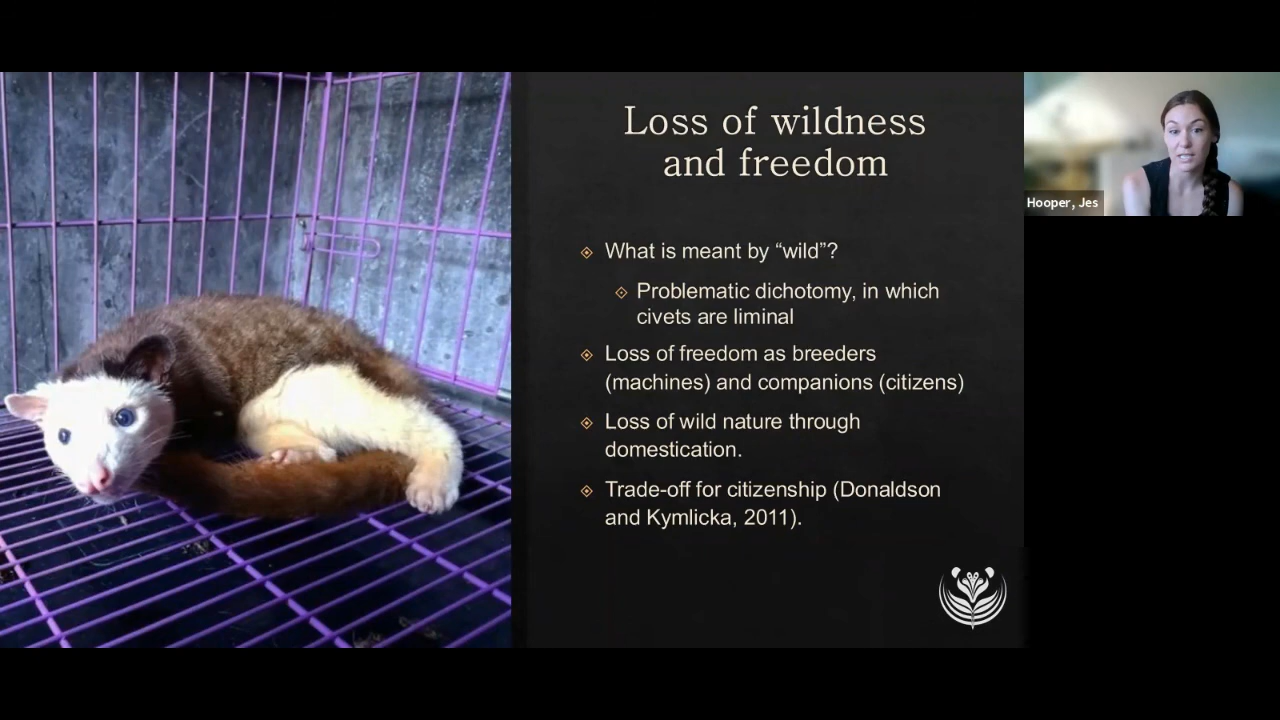 Loss of wildness
and freedom
What is meant by “wild”?
Problematic dichotomy, in which
civets are liminal
Loss of freedom as breeders
(machines) and companions (citizens)
Loss of wild nature through
domestication.
Trade-off for citizenship (Donaldson
and Kymlicka, 2011).
Hooper, Jes